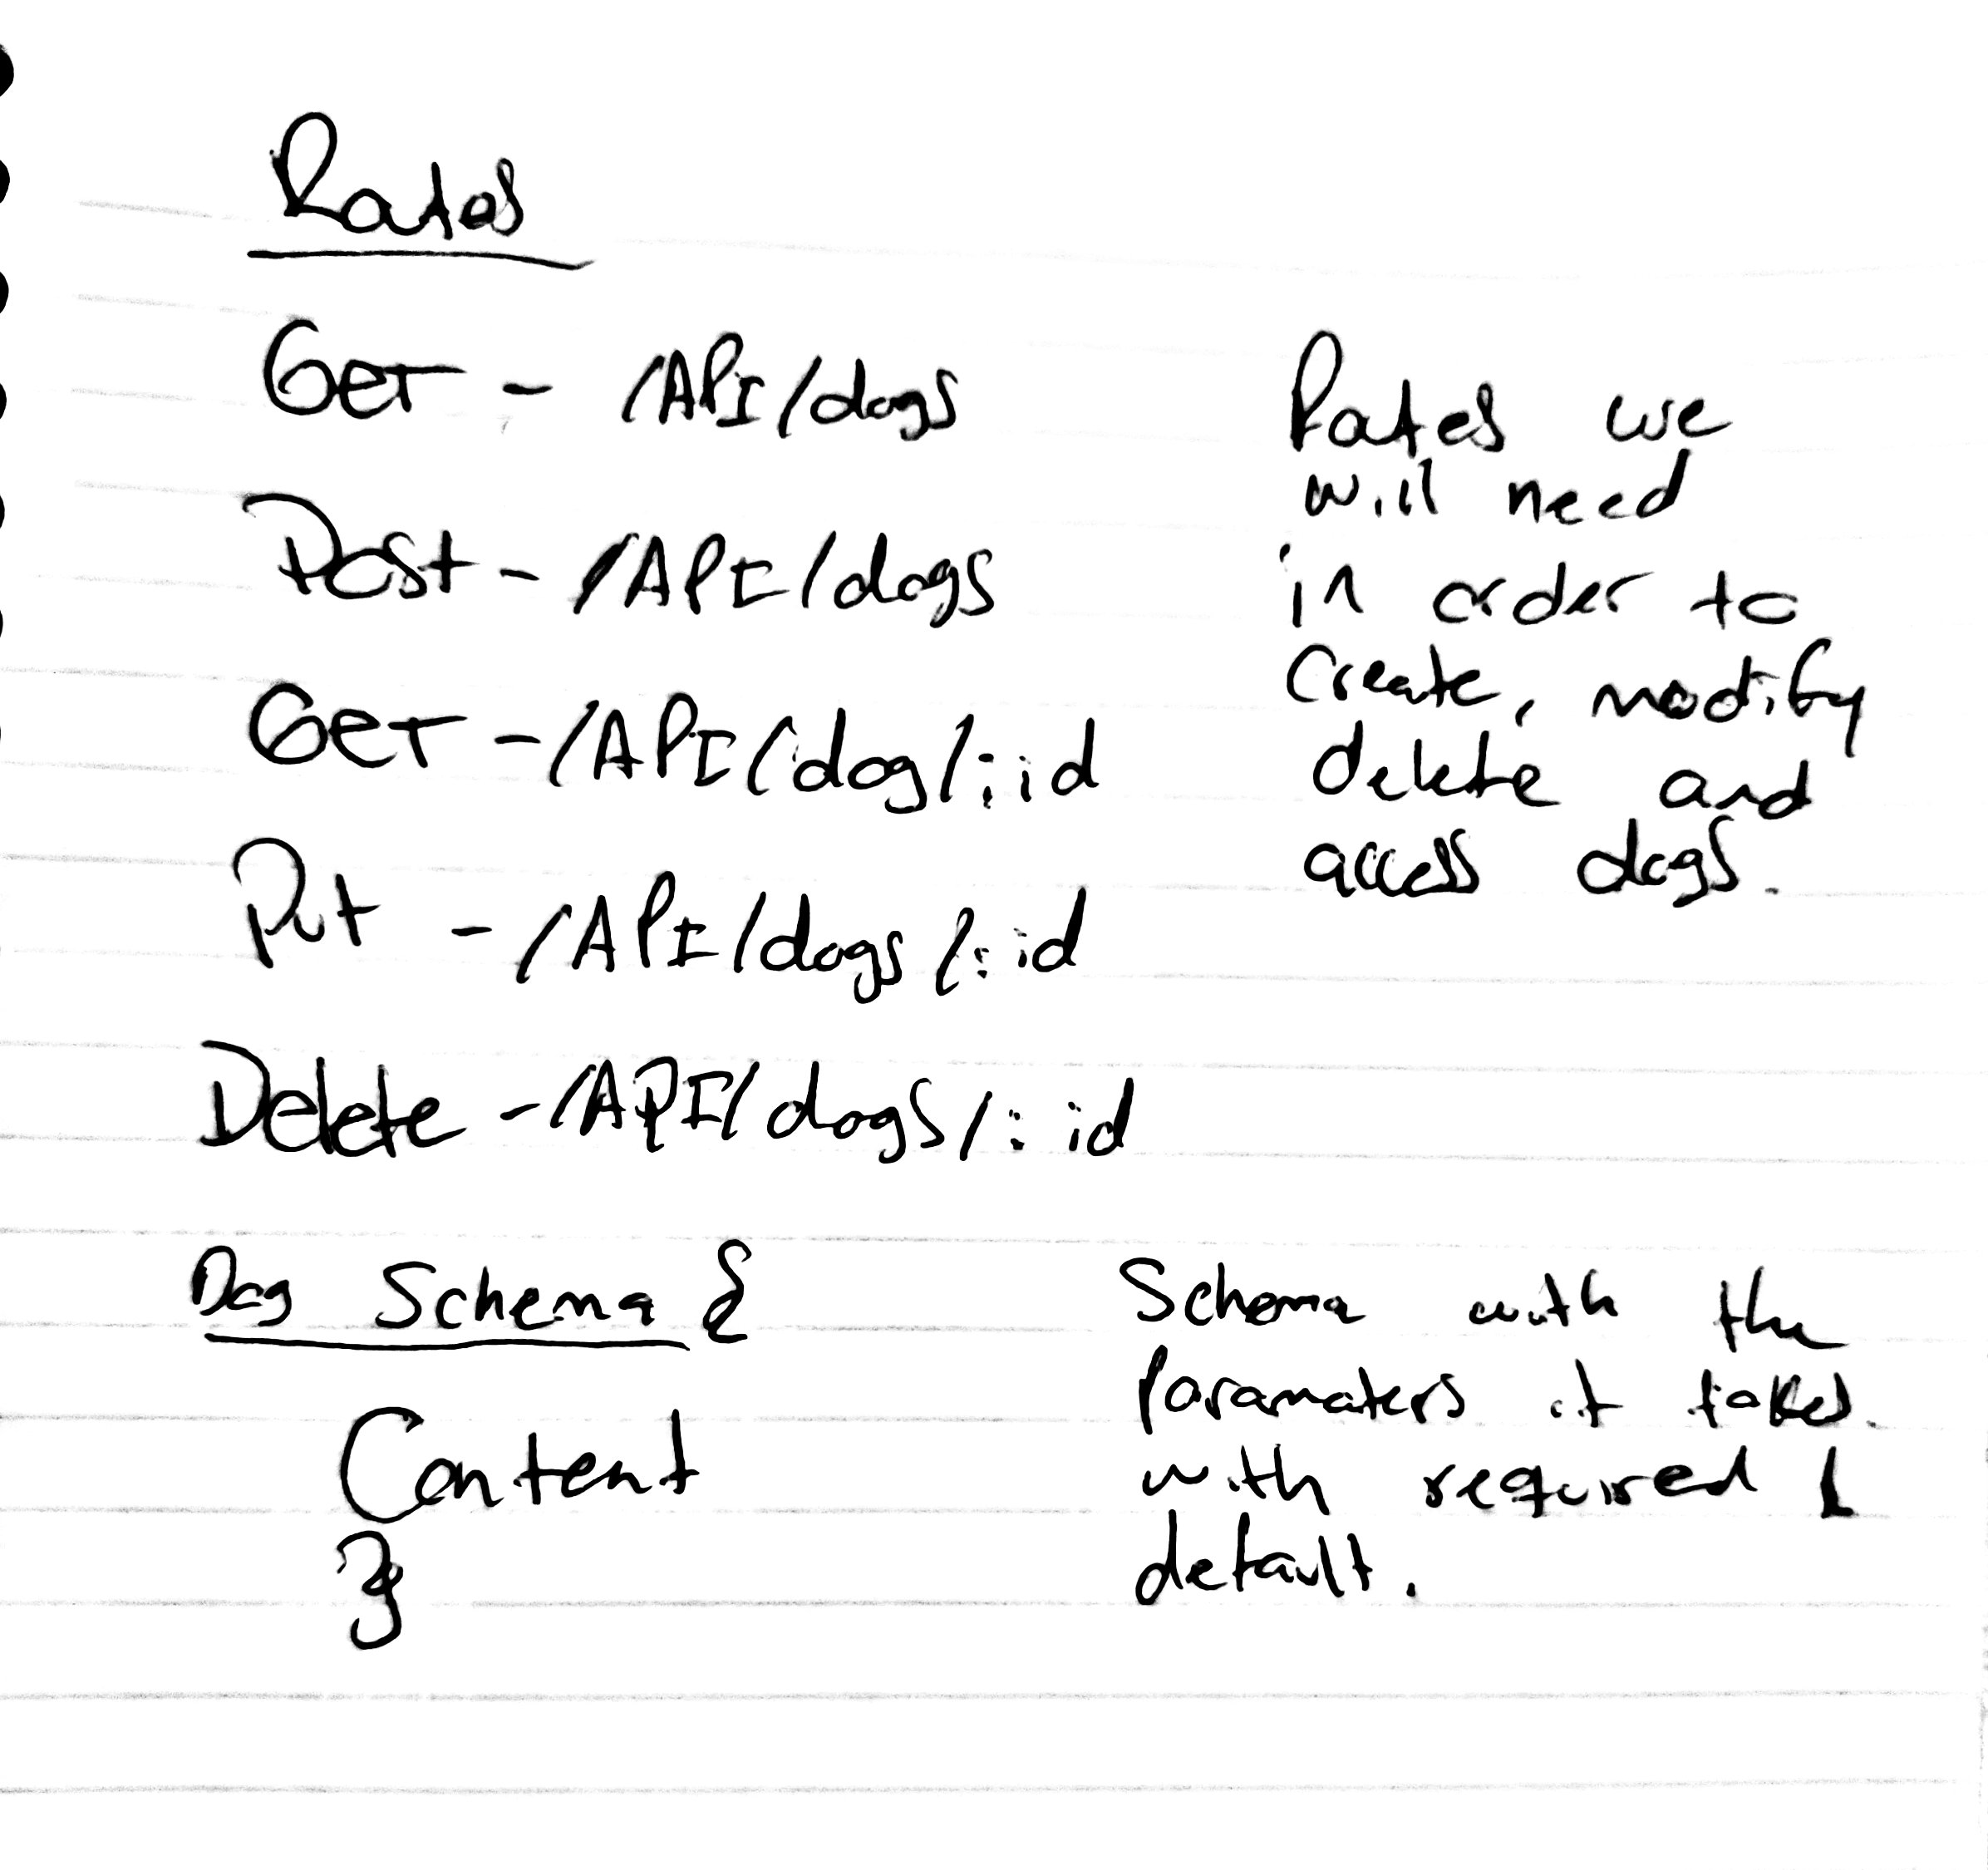 Rates
GET - /API/dogs
Post - /API/dogs
GET - /API/dog/:id
Put - /API/dogs/:id
Delete - /API/dogs/: id
Rates we
will need
in order to
Create, modify
delete and
access dogs.
Dog Schema {
Content
}
Schema with the
paramaters it takes.
with required &
default.